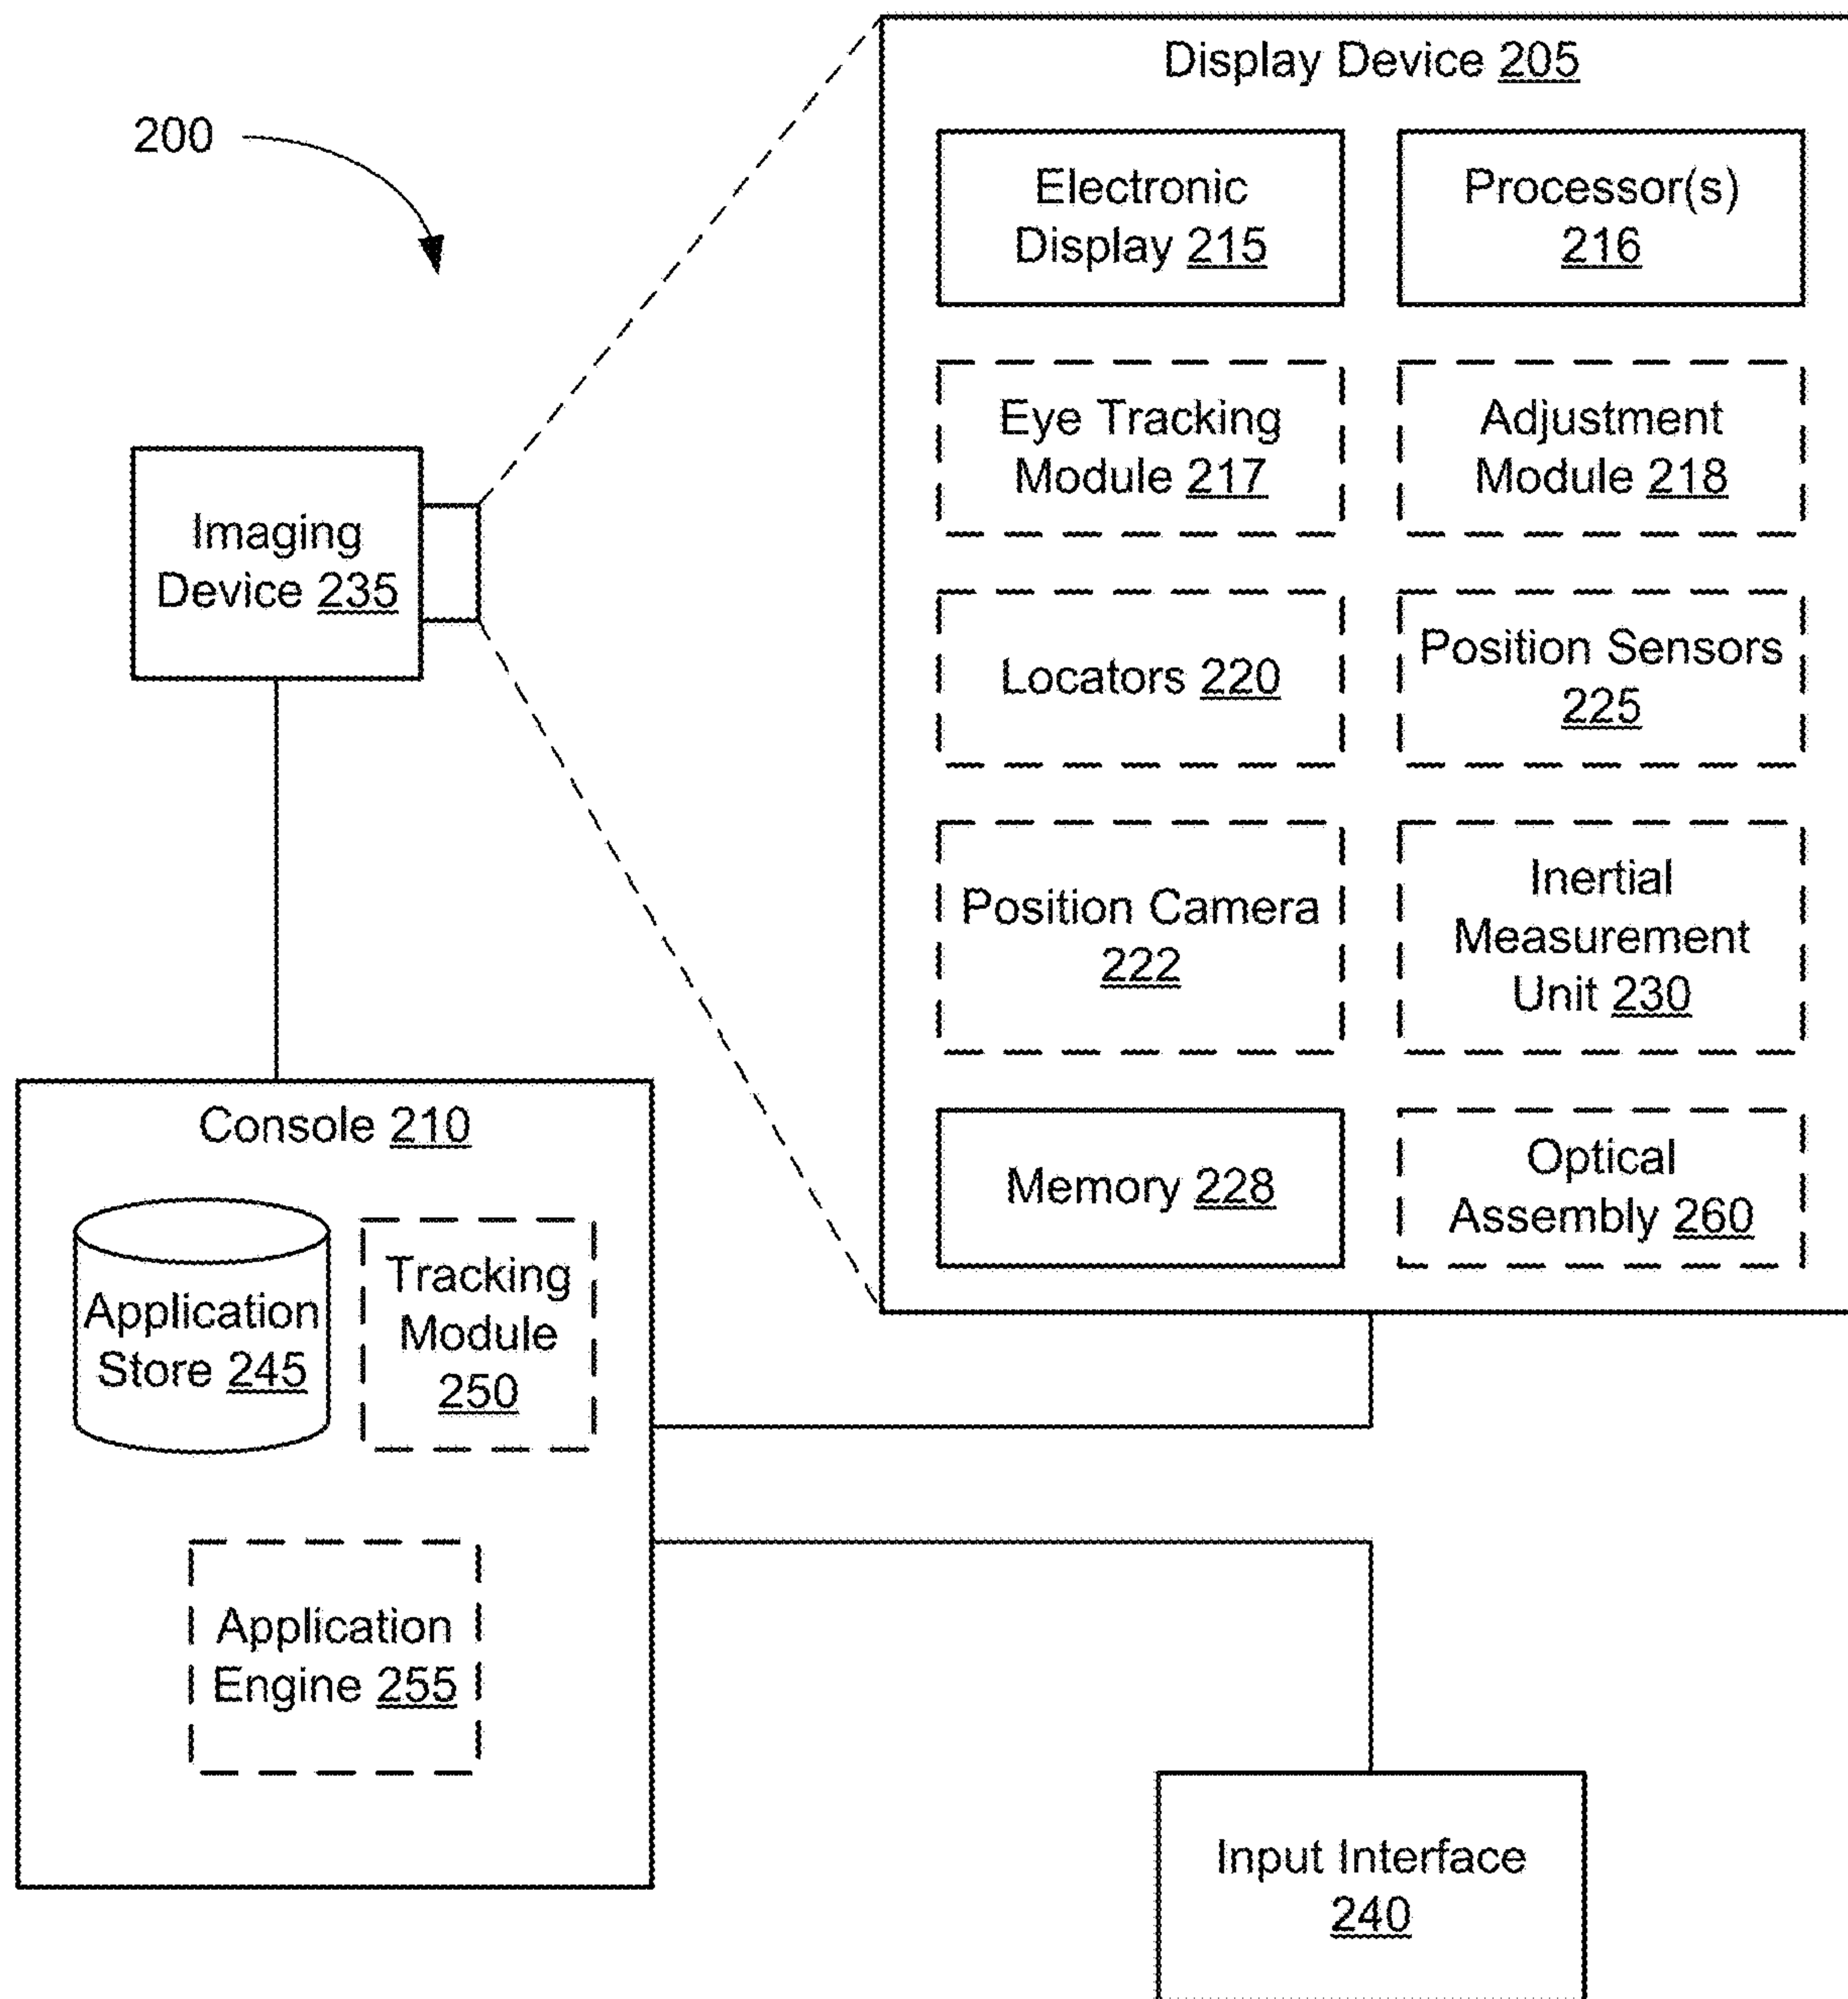 200
Display Device 205
Electronic
Display 215
Processor(s)
216
Eye Tracking
Module 217
Adjustment
Module 218
Imaging
Device 235
Locators 220
Position Sensors
225
Position Camera
222
Inertial
Measurement
Unit 230
Memory 228
Optical
Assembly 260
Console 210
Application
Store 245
Tracking
Module
250
Application
Engine 255
Input Interface
240